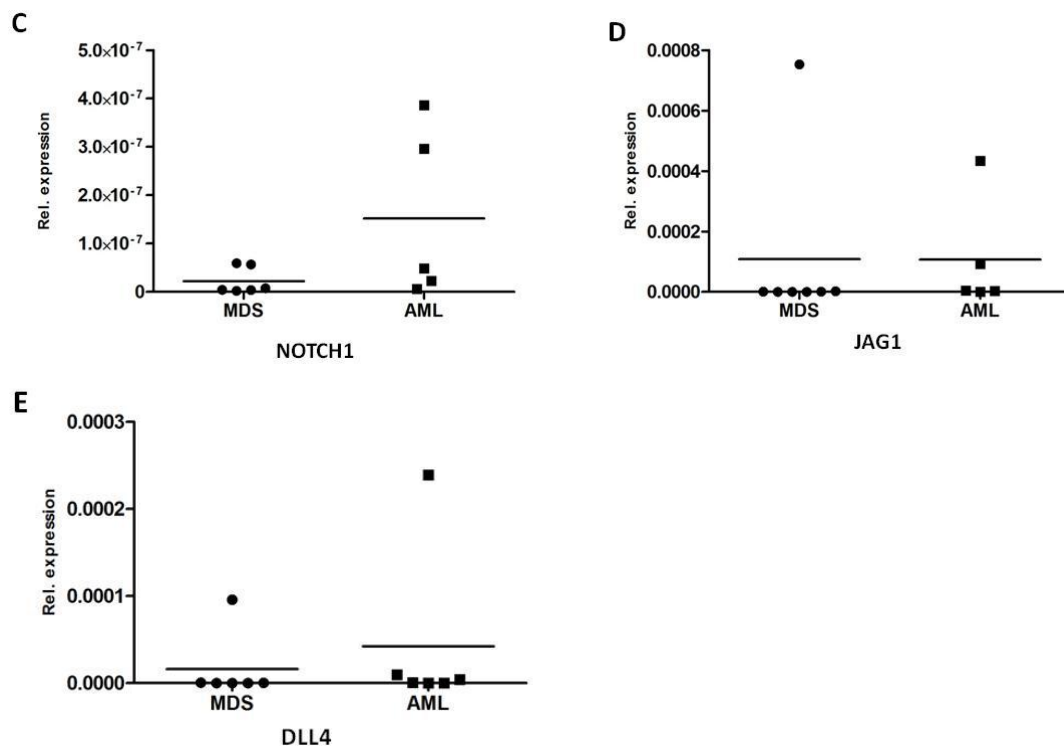 C
5.0×10⁻⁷
4.0×10⁻⁷
3.0×10⁻⁷
2.0×10⁻⁷
1.0×10⁻⁷
0
Rel. expression
MDS AML
NOTCH1
D
0.0008
0.0006
0.0004
0.0002
0.0000
Rel. expression
MDS AML
JAG1
E
0.0003
0.0002
0.0001
0.0000
Rel. expression
MDS AML
DLL4